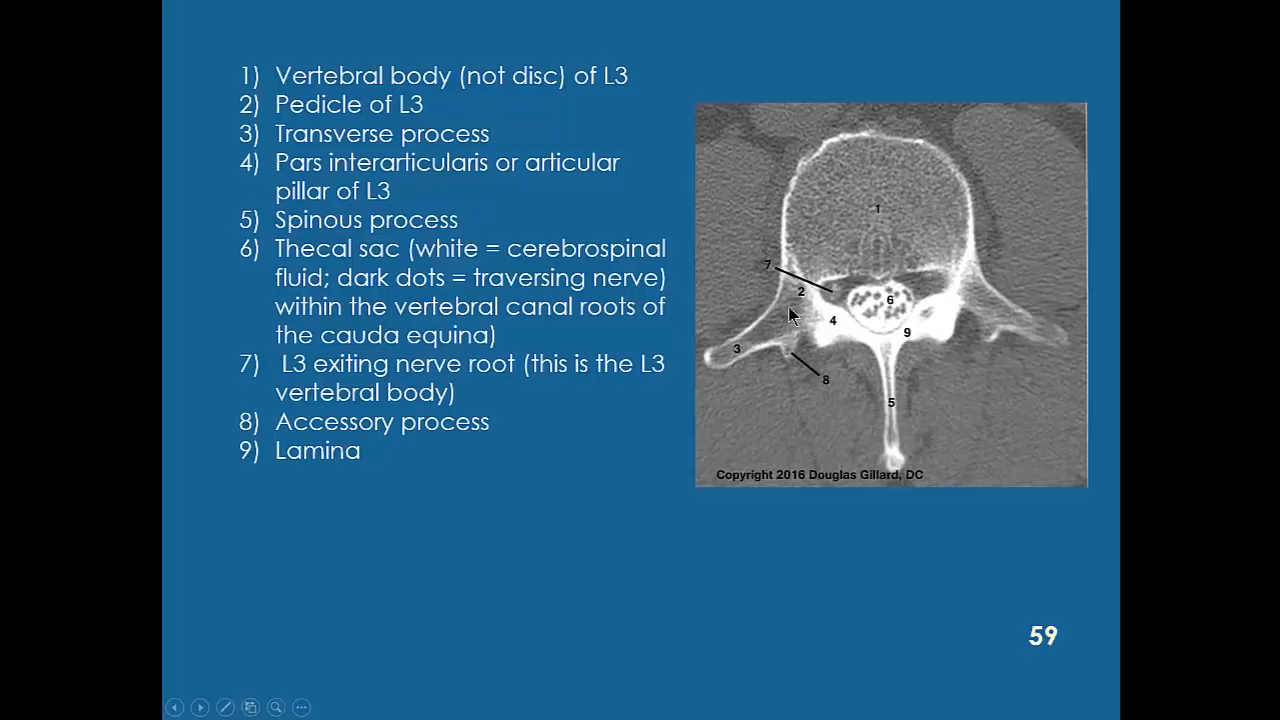 1) Vertebral body (not disc) of L3
2) Pedicle of L3
3) Transverse process
4) Pars interarticularis or articular
pillar of L3
5) Spinous process
6) Thecal sac (white = cerebrospinal
fluid; dark dots = traversing nerve)
within the vertebral canal roots of
the cauda equina)
7) L3 exiting nerve root (this is the L3
vertebral body)
8) Accessory process
9) Lamina
1
7
2
6
4
9
3
8
5
Copyright 2016 Douglas Gillard, DC
59